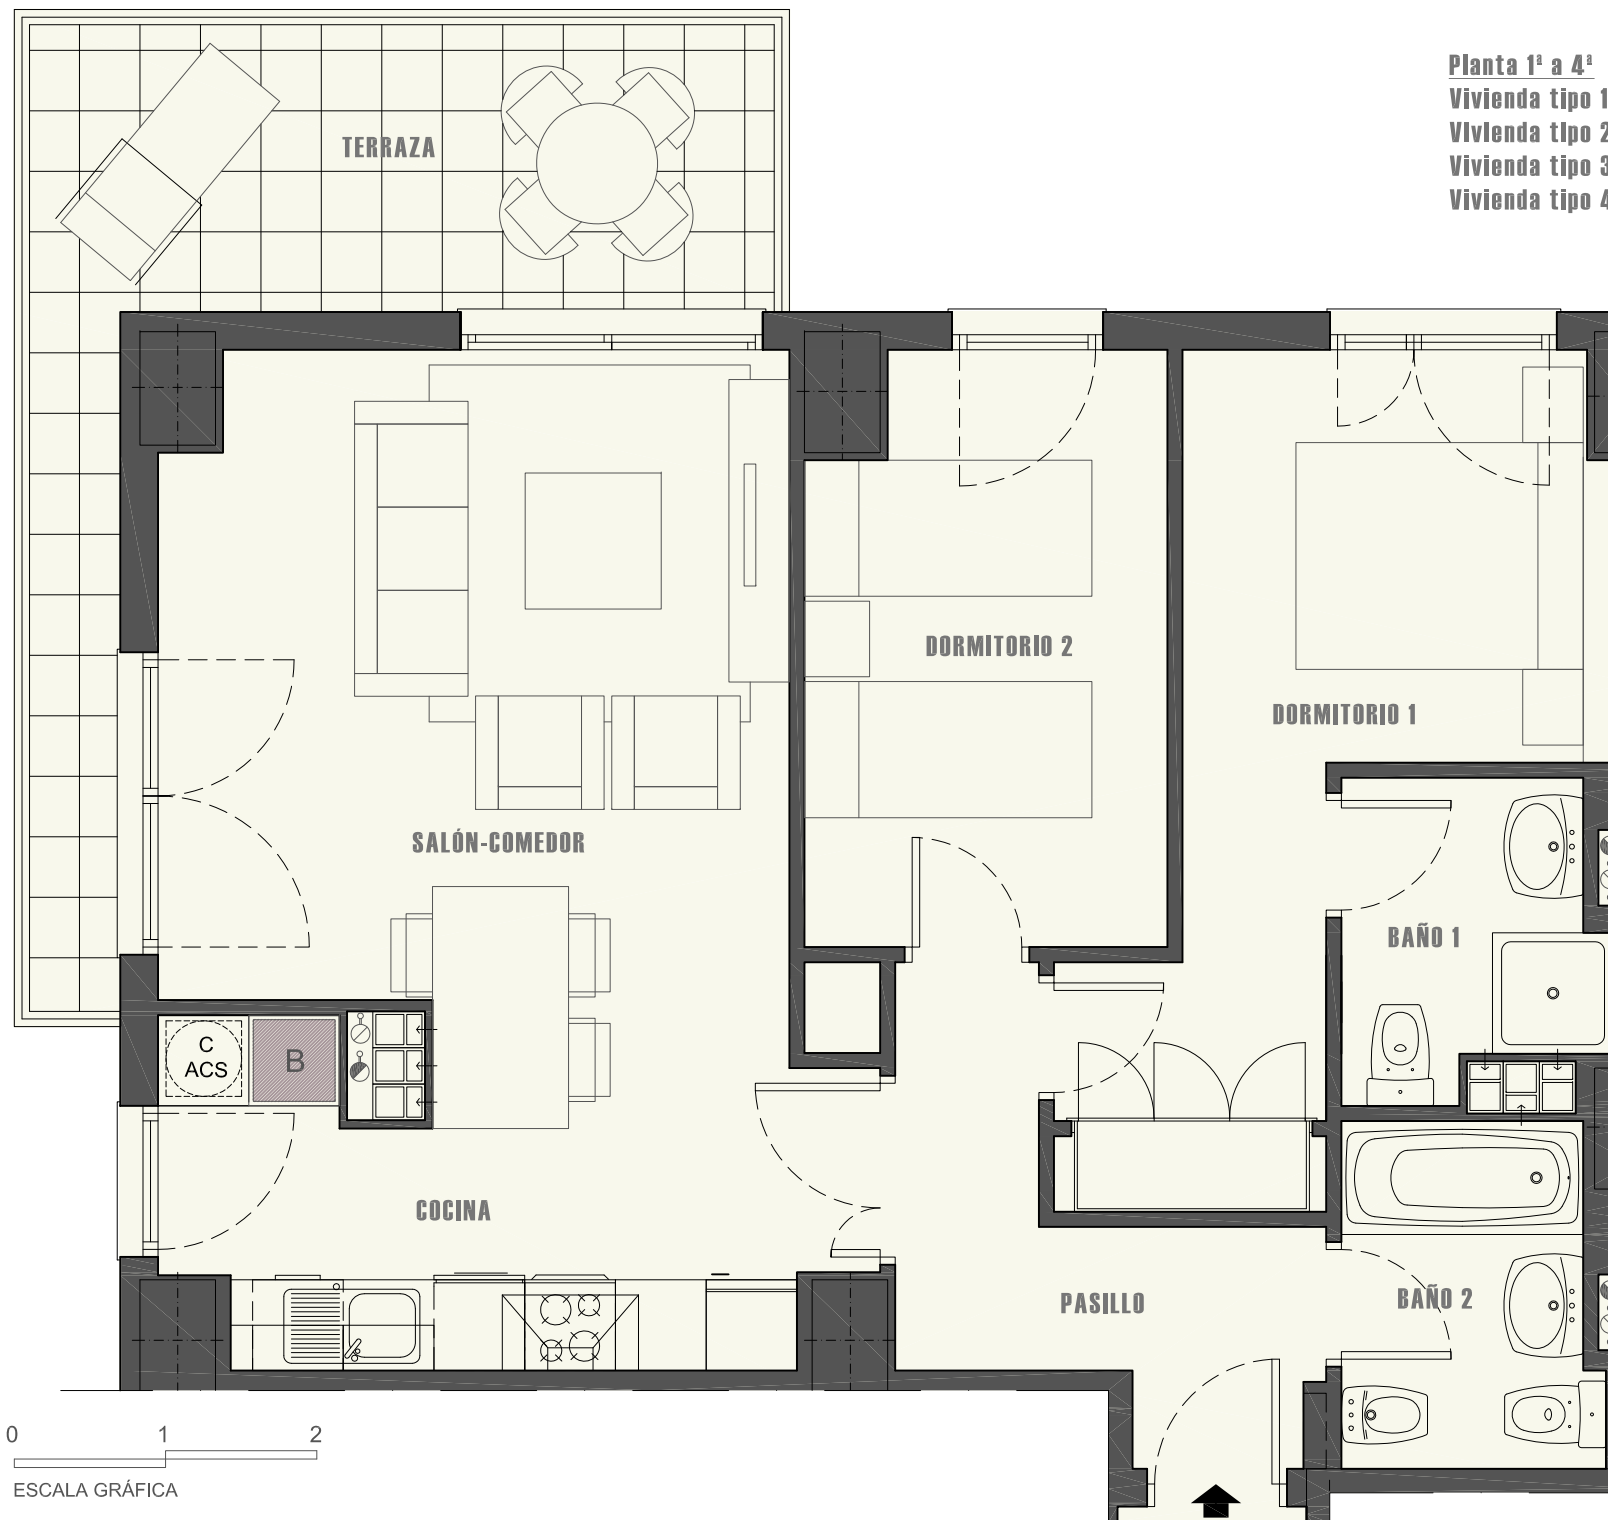 Planta 1ª a 4ª
Vivienda tipo 1
Vivienda tipo 2
Vivienda tipo 3
Vivienda tipo 4
TERRAZA
DORMITORIO 2
DORMITORIO 1
SALÓN-COMEDOR
BAÑO 1
C
ACS
B
COCINA
PASILLO
BAÑO 2
0 1 2
ESCALA GRÁFICA